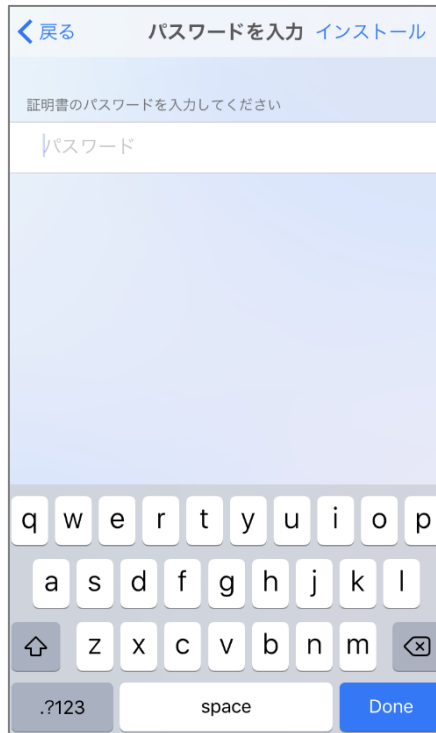 戻る パスワードを入力 インストール
証明書のパスワードを入力してください
パスワード
q w e r t y u i o p
a s d f g h j k l
z x c v b n m
.?123 space Done